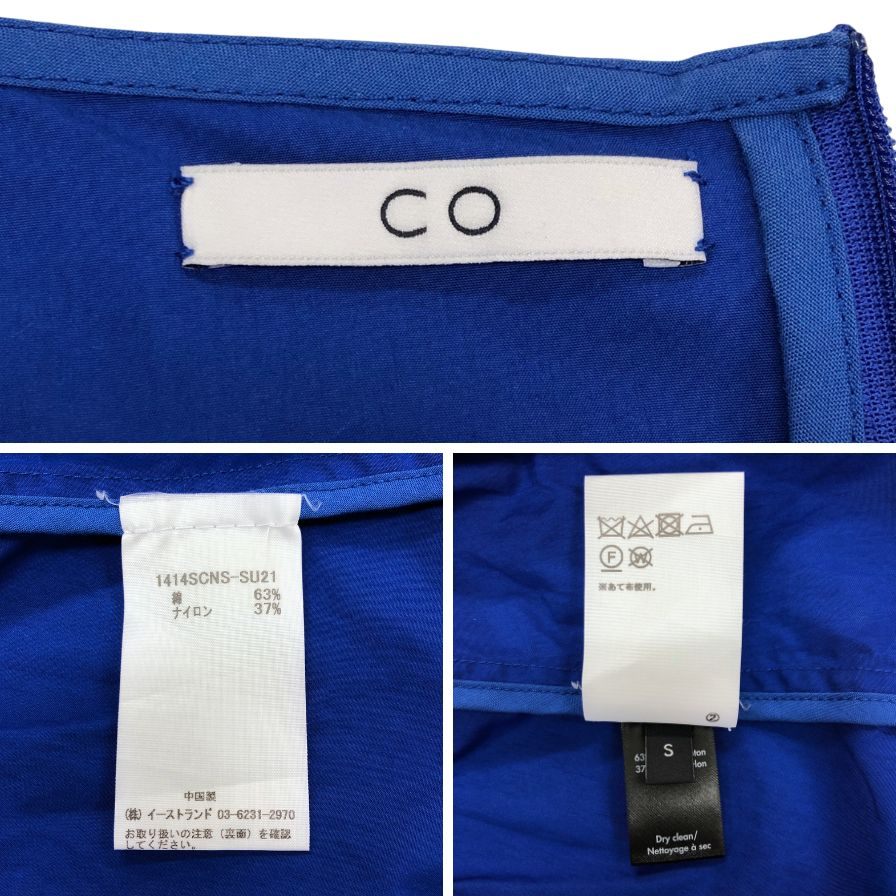 CO
1414SCNS-SU21
綿 63%
ナイロン 37%
中国製
(株) イーストランド 03-6231-2970
お取り扱いの注意 (裏面) を確認
してください。
※あて布使用。
S
Dry clean/
Nettoyage à sec